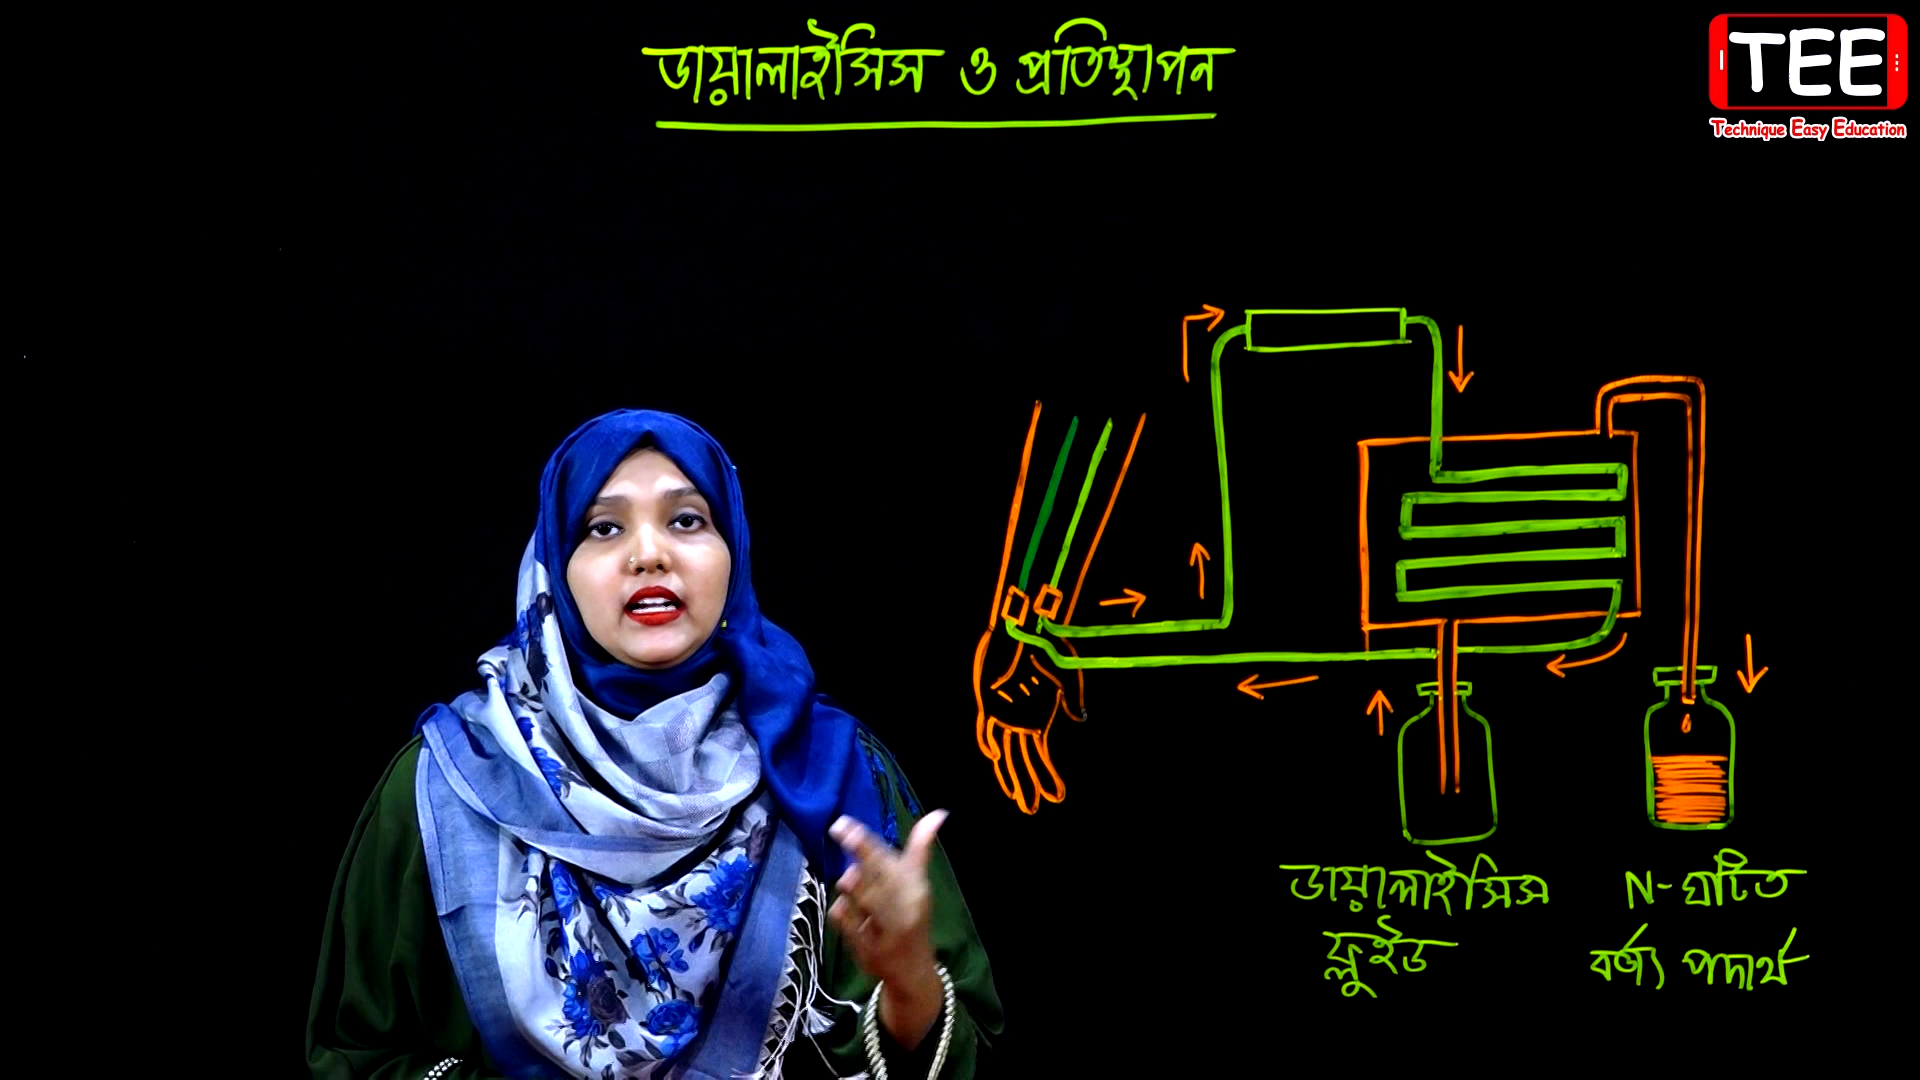 ডায়ালাইসিস ও প্রতিস্থাপন
TEE
Technique Easy Education
ডায়ালাইসিস
ফ্লুইড
N-ঘটিত
বর্জ্য পদার্থ